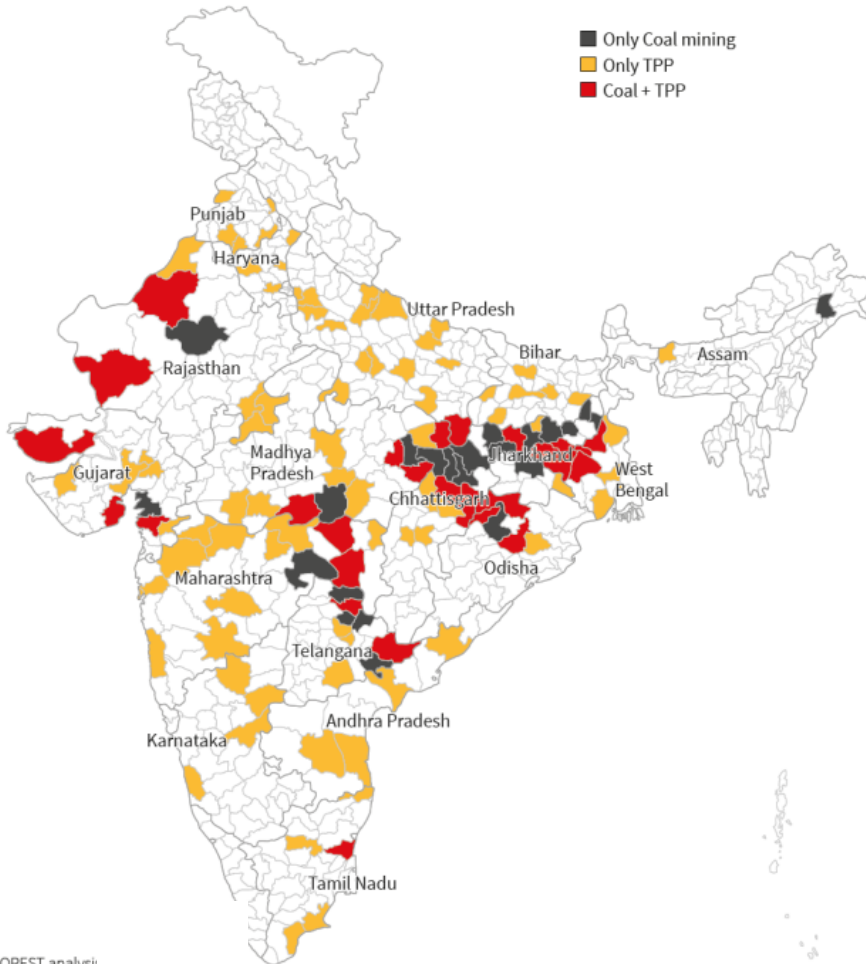 Only Coal mining
Only TPP
Coal + TPP
Punjab
Haryana
Uttar Pradesh
Bihar
Assam
Rajasthan
Madhya
Pradesh
Gujarat
Jharkhand
West
Bengal
Chhattisgarh
Odisha
Maharashtra
Telangana
Andhra Pradesh
Karnataka
Tamil Nadu